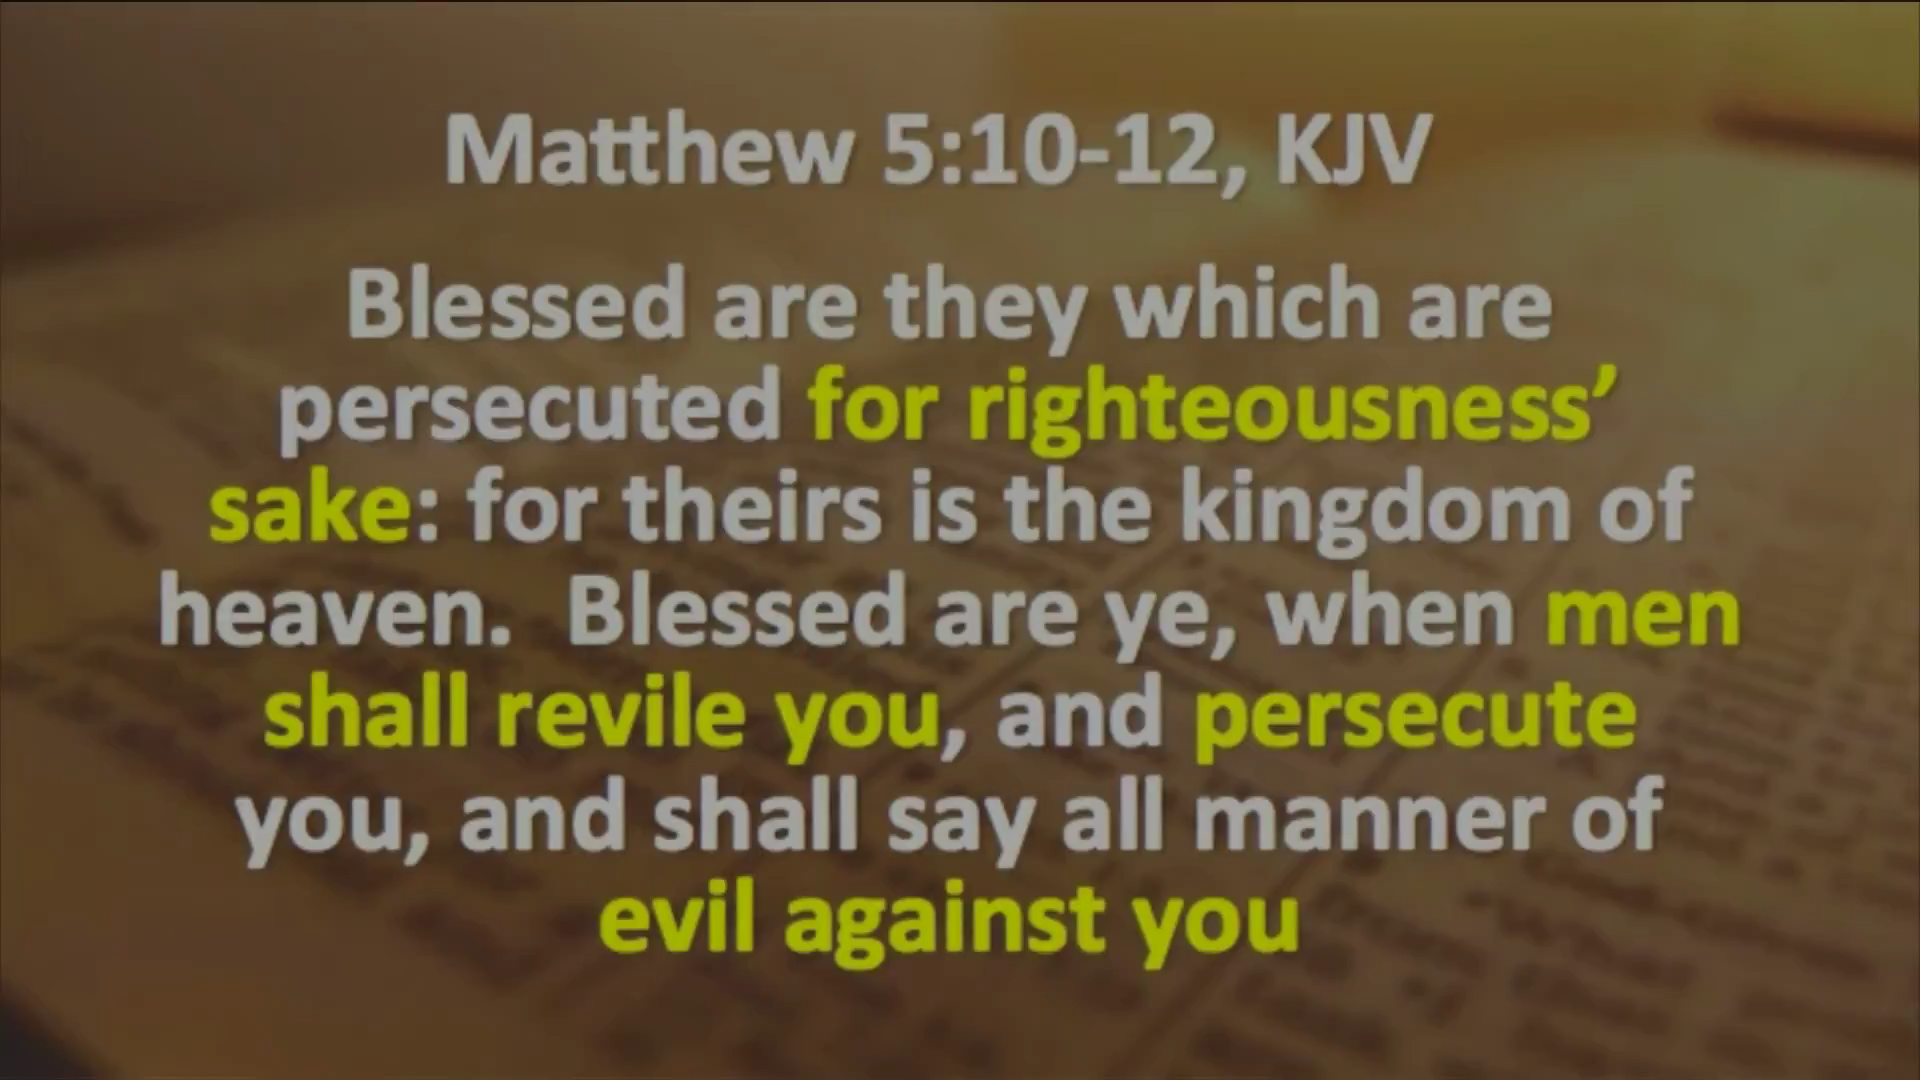 Matthew 5:10-12, KJV
Blessed are they which are
persecuted for righteousness’
sake: for theirs is the kingdom of
heaven.  Blessed are ye, when men
shall revile you, and persecute
you, and shall say all manner of
evil against you